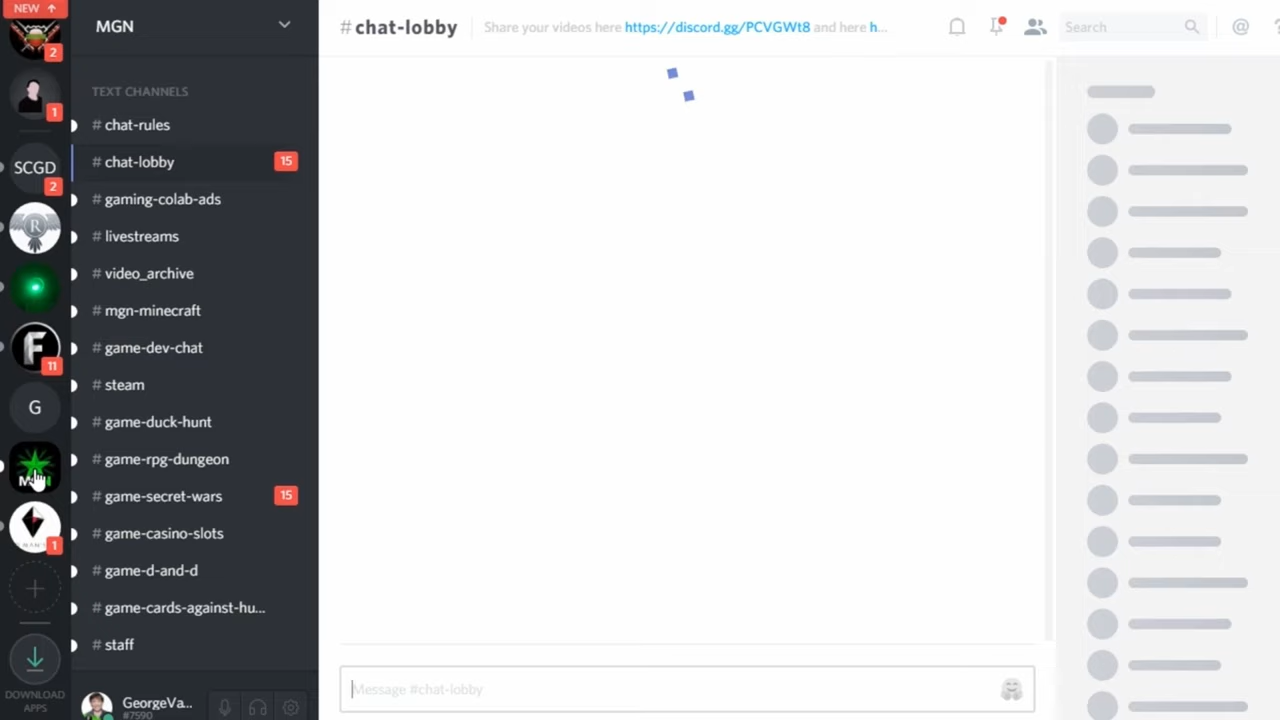 NEW
2
1
SCGD
2
R
F
11
G
1
DOWNLOAD
APPS
MGN
TEXT CHANNELS
# chat-rules
# chat-lobby 15
# gaming-colab-ads
# livestreams
# video_archive
# mgn-minecraft
# game-dev-chat
# steam
# game-duck-hunt
# game-rpg-dungeon
# game-secret-wars 15
# game-casino-slots
# game-d-and-d
# game-cards-against-hu...
# staff
GeorgeVa...
#7590
#chat-lobby Share your videos here https://discord.gg/PCVGWt8 and here h...
Search
@
?
Message #chat-lobby